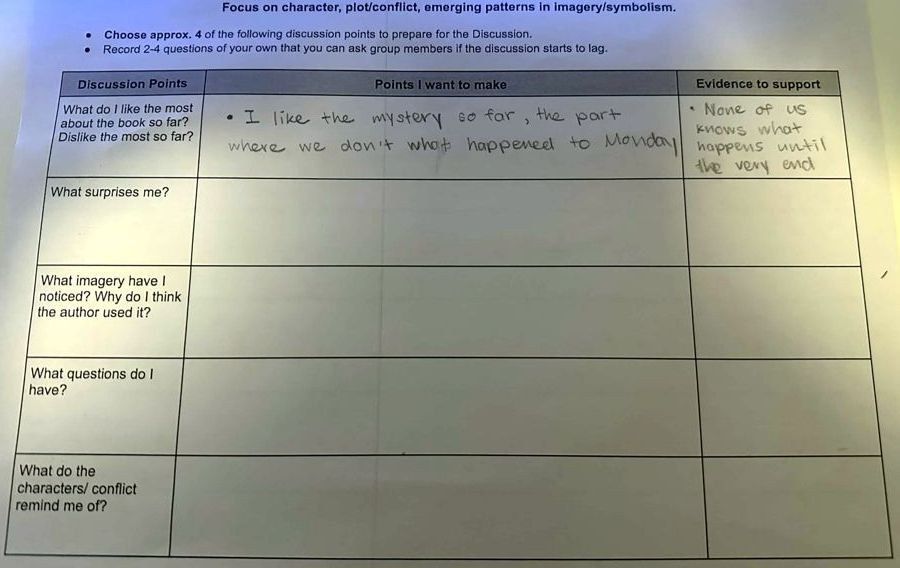 Focus on character, plot/conflict, emerging patterns in imagery/symbolism.
• Choose approx. 4 of the following discussion points to prepare for the Discussion.
• Record 2-4 questions of your own that you can ask group members if the discussion starts to lag.
Discussion Points
Points I want to make
Evidence to support
What do I like the most
about the book so far?
Dislike the most so far?
• I like the mystery so far, the part
where we don't what happened to Monday
• None of us
knows what
happens until
the very end
What surprises me?
What imagery have I
noticed? Why do I think
the author used it?
What questions do I
have?
What do the
characters/ conflict
remind me of?